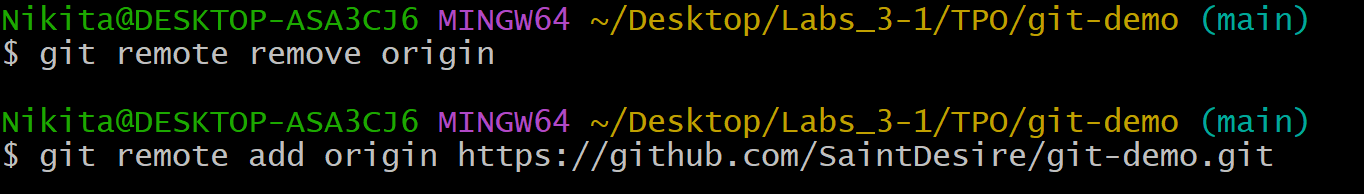 Nikita@DESKTOP-ASA3CJ6 MINGW64 ~/Desktop/Labs_3-1/TPO/git-demo (main)
$ git remote remove origin
Nikita@DESKTOP-ASA3CJ6 MINGW64 ~/Desktop/Labs_3-1/TPO/git-demo (main)
$ git remote add origin https://github.com/SaintDesire/git-demo.git